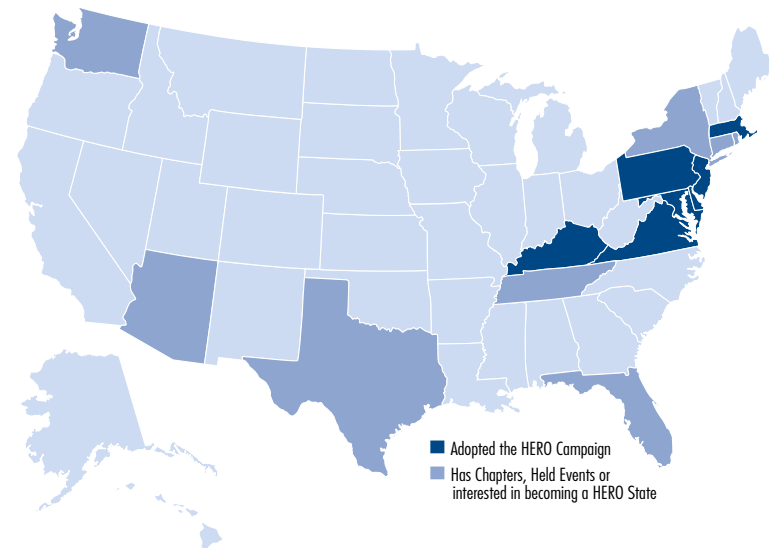 Adopted the HERO Campaign
Has Chapters, Held Events or
interested in becoming a HERO State